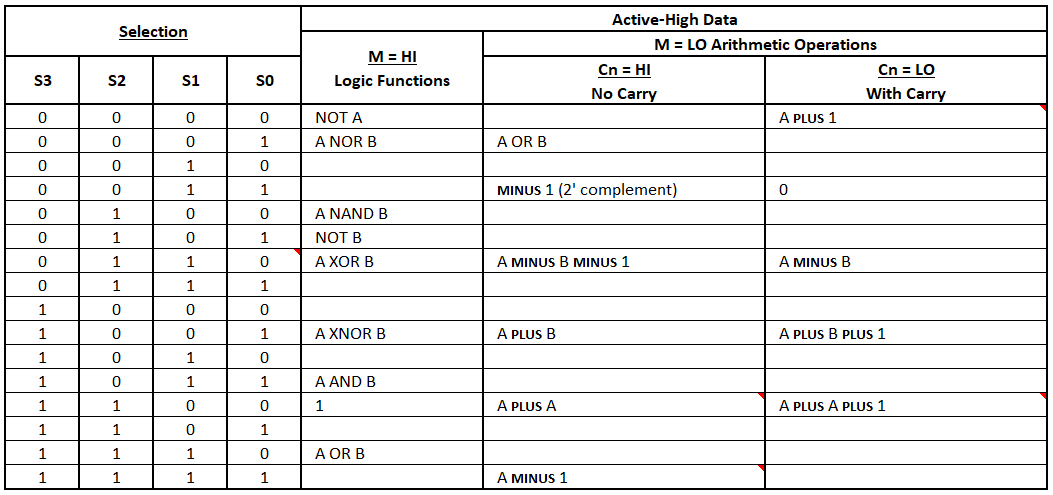 Selection
Active-High Data
M = HI
Logic Functions
M = LO Arithmetic Operations
S3 S2 S1 S0
Cn = HI
No Carry
Cn = LO
With Carry
0 0 0 0 NOT A A PLUS 1
0 0 0 1 A NOR B A OR B
0 0 1 0
0 0 1 1 MINUS 1 (2' complement) 0
0 1 0 0 A NAND B
0 1 0 1 NOT B
0 1 1 0 A XOR B A MINUS B MINUS 1 A MINUS B
0 1 1 1
1 0 0 0
1 0 0 1 A XNOR B A PLUS B A PLUS B PLUS 1
1 0 1 0
1 0 1 1 A AND B
1 1 0 0 1 A PLUS A A PLUS A PLUS 1
1 1 0 1
1 1 1 0 A OR B
1 1 1 1 A MINUS 1